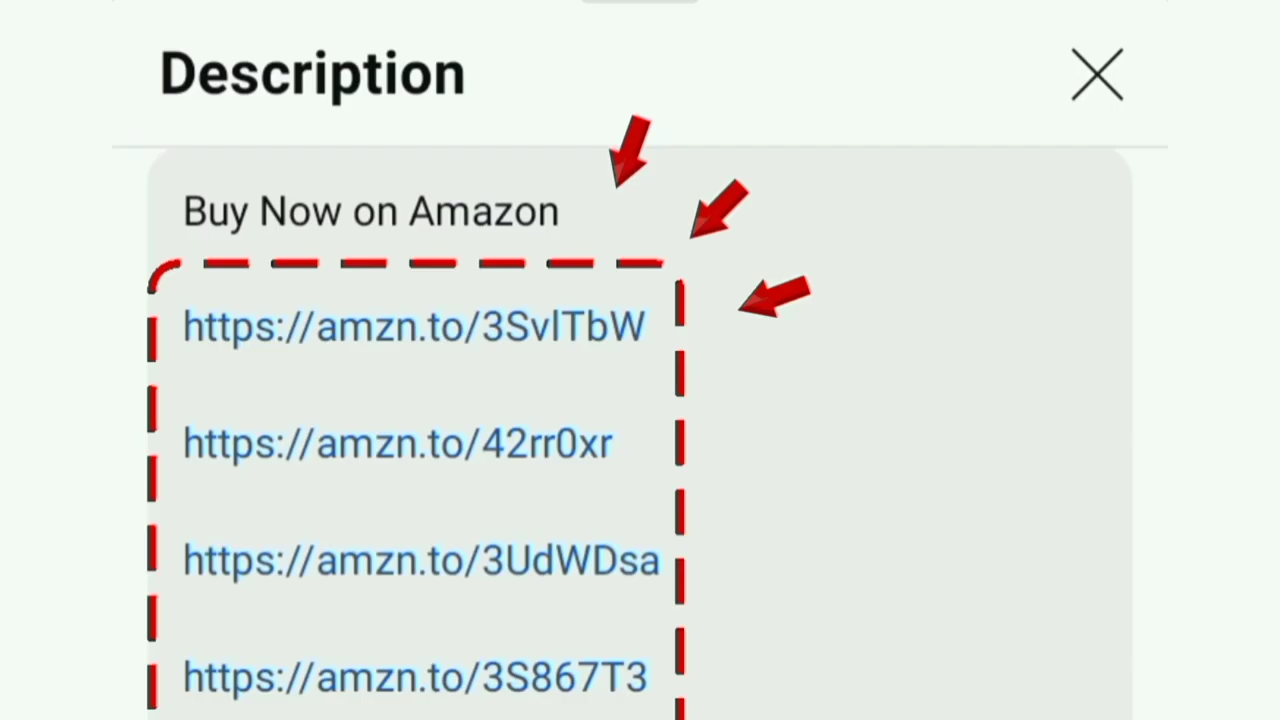 Description
Buy Now on Amazon
https://amzn.to/3SvlTbW
https://amzn.to/42rr0xr
https://amzn.to/3UdWDsa
https://amzn.to/3S867T3